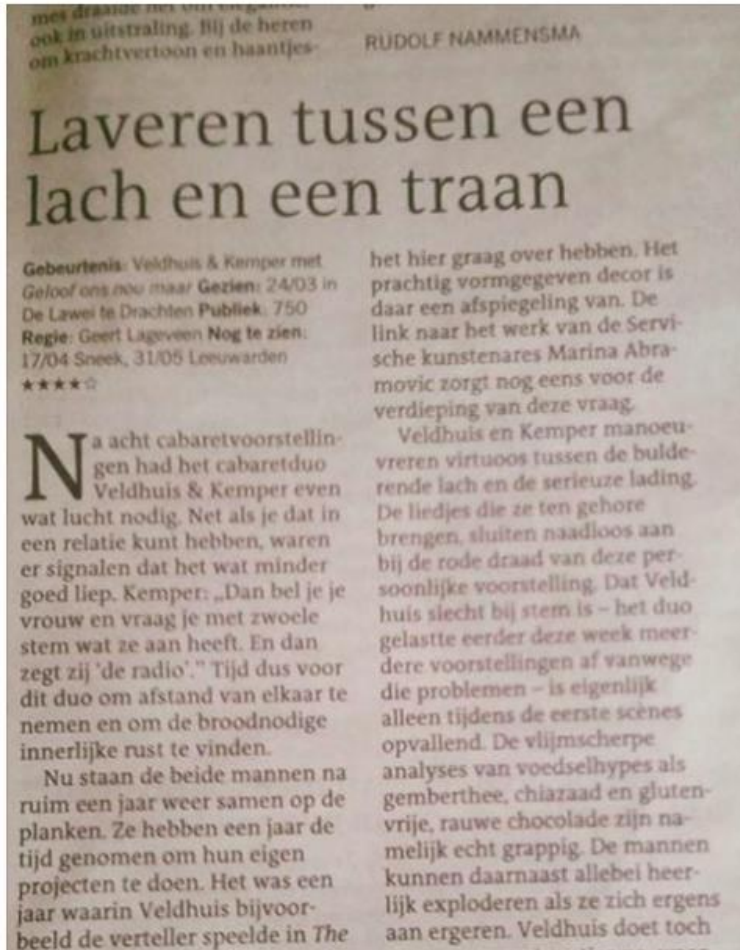 mes draaide het om
ook in uitstraling. Bij de heren
om krachtvertoon en haantjes-
RUDOLF NAMMENSMA
Laveren tussen een
lach en een traan
Gebeurtenis: Veldhuis & Kemper met
Geloof ons nou maar Gezien: 24/03 in
De Lawei te Drachten Publiek: 750
Regie: Geert Lageveen Nog te zien:
17/04 Sneek, 31/05 Leeuwarden
★★★★☆
Na acht cabaretvoorstellin-
gen had het cabaretduo
Veldhuis & Kemper even
wat lucht nodig. Net als je dat in
een relatie kunt hebben, waren
er signalen dat het wat minder
goed liep. Kemper: „Dan bel je je
vrouw en vraag je met zwoele
stem wat ze aan heeft. En dan
zegt zij ‘de radio’.” Tijd dus voor
dit duo om afstand van elkaar te
nemen en om de broodnodige
innerlijke rust te vinden.
Nu staan de beide mannen na
ruim een jaar weer samen op de
planken. Ze hebben een jaar de
tijd genomen om hun eigen
projecten te doen. Het was een
jaar waarin Veldhuis bijvoor-
beeld de verteller speelde in The
het hier graag over hebben. Het
prachtig vormgegeven decor is
daar een afspiegeling van. De
link naar het werk van de Servi-
sche kunstenares Marina Abra-
movic zorgt nog eens voor de
verdieping van deze vraag.
Veldhuis en Kemper manoeu-
vreren virtuoos tussen de bulde-
rende lach en de serieuze lading.
De liedjes die ze ten gehore
brengen, sluiten naadloos aan
bij de rode draad van deze per-
soonlijke voorstelling. Dat Veld-
huis slecht bij stem is – het duo
gelastte eerder deze week meer-
dere voorstellingen af vanwege
die problemen – is eigenlijk
alleen tijdens de eerste scènes
opvallend. De vlijmscherpe
analyses van voedselhypes als
gemberthee, chiazaad en gluten-
vrije, rauwe chocolade zijn na-
melijk echt grappig. De mannen
kunnen daarnaast allebei heer-
lijk exploderen als ze zich ergens
aan ergeren. Veldhuis doet toch